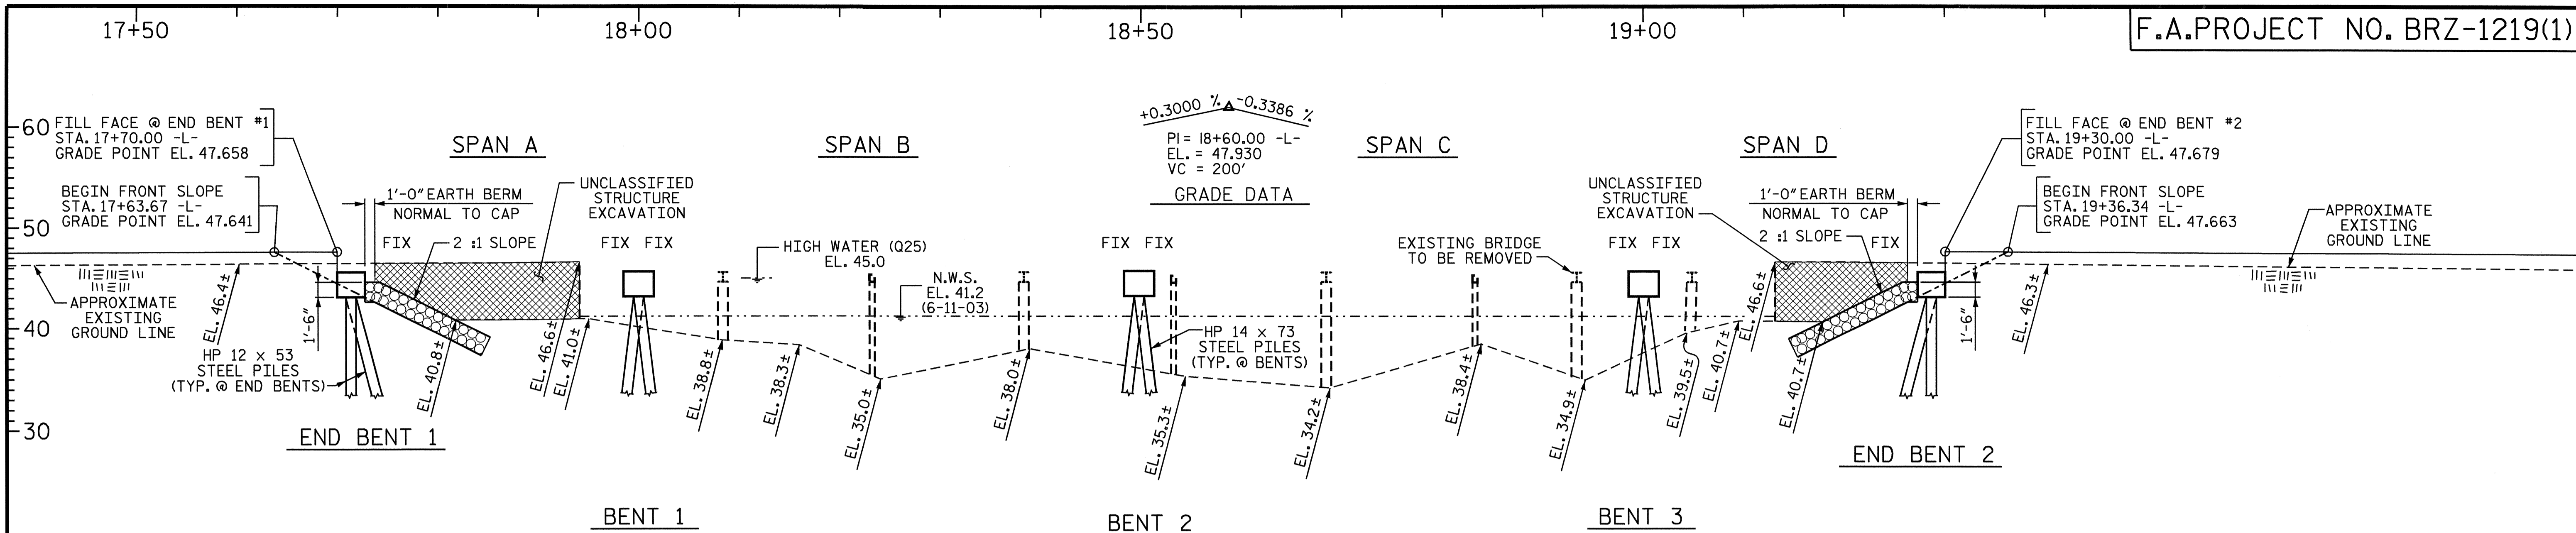 17+50
18+00
18+50
19+00
F.A.PROJECT NO. BRZ-1219(1)
60
50
40
30
FILL FACE @ END BENT #1
STA. 17+70.00 -L-
GRADE POINT EL. 47.658
BEGIN FRONT SLOPE
STA. 17+63.67 -L-
GRADE POINT EL. 47.641
SPAN A
SPAN B
SPAN C
SPAN D
1'-0" EARTH BERM
NORMAL TO CAP
UNCLASSIFIED
STRUCTURE
EXCAVATION
FIX
2 :1 SLOPE
FIX FIX
HIGH WATER (Q25)
EL. 45.0
N.W.S.
EL. 41.2
(6-11-03)
+0.3000 %
-0.3386 %
PI= 18+60.00 -L-
EL. = 47.930
VC = 200'
GRADE DATA
FIX FIX
EXISTING BRIDGE
TO BE REMOVED
UNCLASSIFIED
STRUCTURE
EXCAVATION
FIX FIX
1'-0" EARTH BERM
NORMAL TO CAP
2 :1 SLOPE
FIX
FILL FACE @ END BENT #2
STA. 19+30.00 -L-
GRADE POINT EL. 47.679
BEGIN FRONT SLOPE
STA. 19+36.34 -L-
GRADE POINT EL. 47.663
APPROXIMATE
EXISTING
GROUND LINE
APPROXIMATE
EXISTING
GROUND LINE
EL. 46.4±
1'-6"
HP 12 x 53
STEEL PILES
(TYP. @ END BENTS)
EL. 40.8±
EL. 46.6±
EL. 41.0±
EL. 38.8±
EL. 38.3±
EL. 35.0±
EL. 38.0±
HP 14 x 73
STEEL PILES
(TYP. @ BENTS)
EL. 35.3±
EL. 34.2±
EL. 38.4±
EL. 34.9±
EL. 39.5±
EL. 40.7±
EL. 46.6±
EL. 40.7±
1'-6"
EL. 46.3±
END BENT 1
END BENT 2
BENT 1
BENT 2
BENT 3